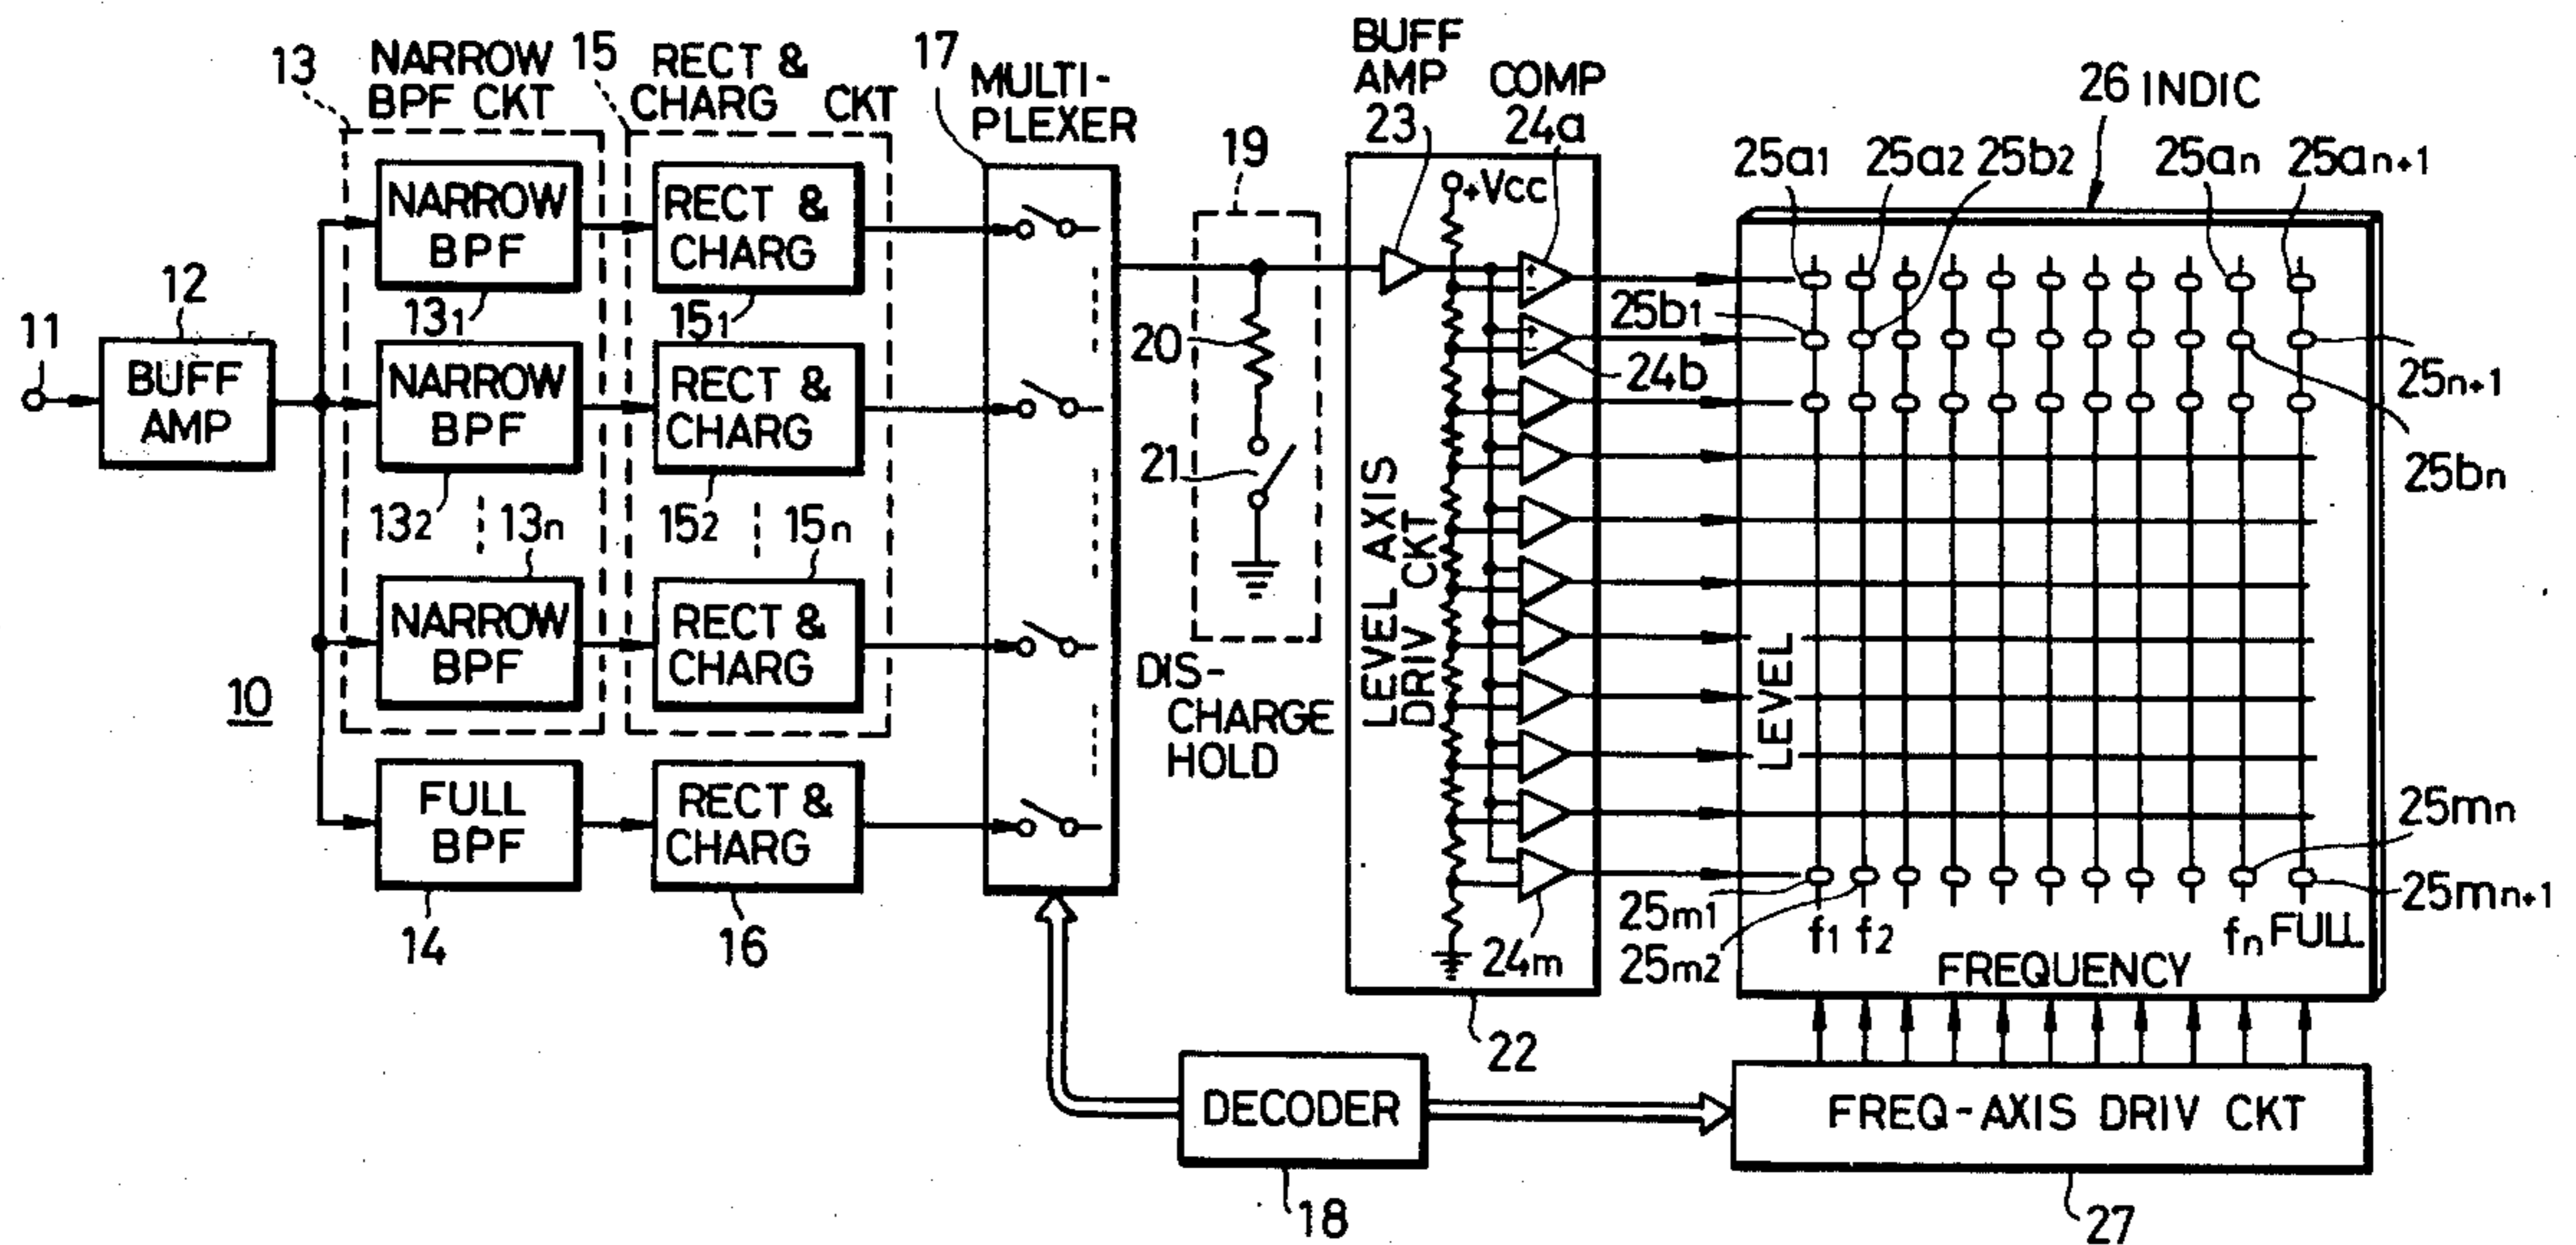 11
12
BUFF
AMP
10
13
NARROW
BPF CKT
NARROW
BPF
131
NARROW
BPF
132
13n
NARROW
BPF
FULL
BPF
14
15
RECT &
CHARG CKT
RECT &
CHARG
151
RECT &
CHARG
152
15n
RECT &
CHARG
RECT &
CHARG
16
17
MULTI-
PLEXER
19
20
21
DIS-
CHARGE
HOLD
BUFF
AMP
23
COMP
24a
+Vcc
+
-
+
-
24b
LEVEL AXIS
DRIV CKT
24m
22
26 INDIC
25a1
25a2
25b2
25an
25an+1
25b1
25n+1
25bn
LEVEL
25mn
25mn+1
25m1
25m2
f1
f2
fn
FULL
FREQUENCY
DECODER
18
FREQ-AXIS DRIV CKT
27